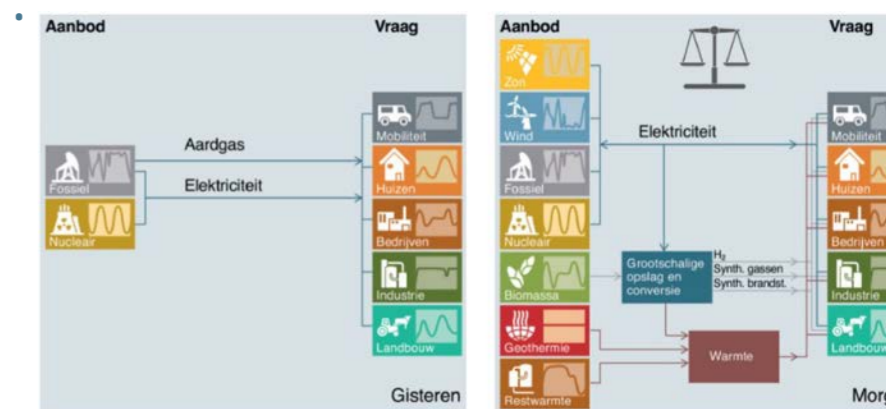 Aanbod
Vraag
Aardgas
Elektriciteit
Fossiel
Nucleair
Mobiliteit
Huizen
Bedrijven
Industrie
Landbouw
Gisteren
Aanbod
Vraag
Zon
Wind
Fossiel
Nucleair
Biomassa
Geothermie
Restwarmte
Elektriciteit
Grootschalige
opslag en
conversie
H₂
Synth. gassen
Synth. brandst.
Warmte
Mobiliteit
Huizen
Bedrijven
Industrie
Landbouw
Morg